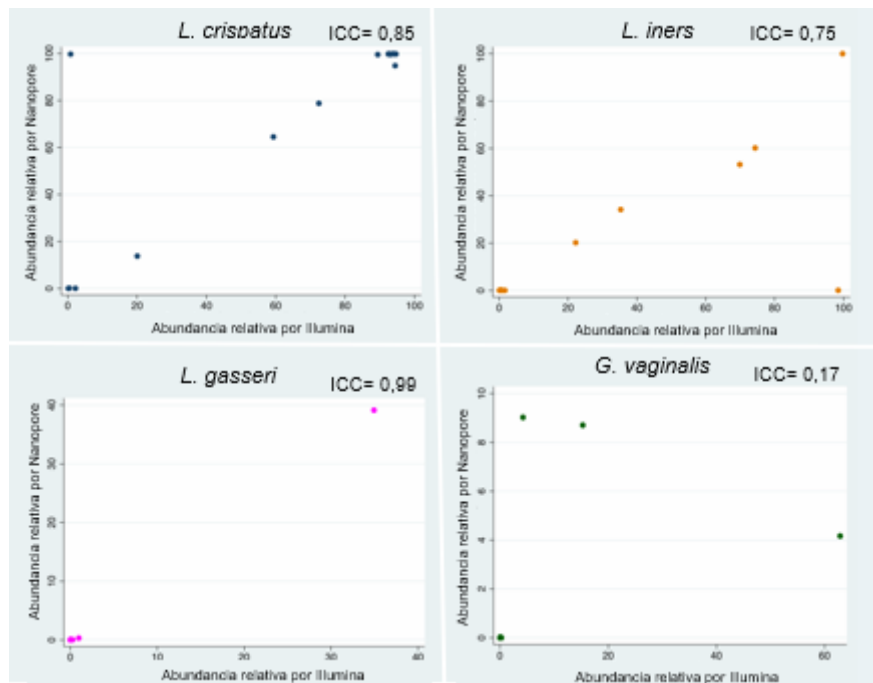 L. crispatus ICC= 0,85
Abundancia relativa por Nanopore
100
80
60
40
20
0
0 20 40 60 80 100
Abundancia relativa por Illumina
L. iners ICC= 0,75
Abundancia relativa por Nanopore
100
80
60
40
20
0
0 20 40 60 80 100
Abundancia relativa por Illumina
L. gasseri ICC= 0,99
Abundancia relativa por Nanopore
40
30
20
10
0
0 10 20 30 40
Abundancia relativa por Illumina
G. vaginalis ICC= 0,17
Abundancia relativa por Nanopore
10
8
6
4
2
0
0 20 40 60
Abundancia relativa por Illumina